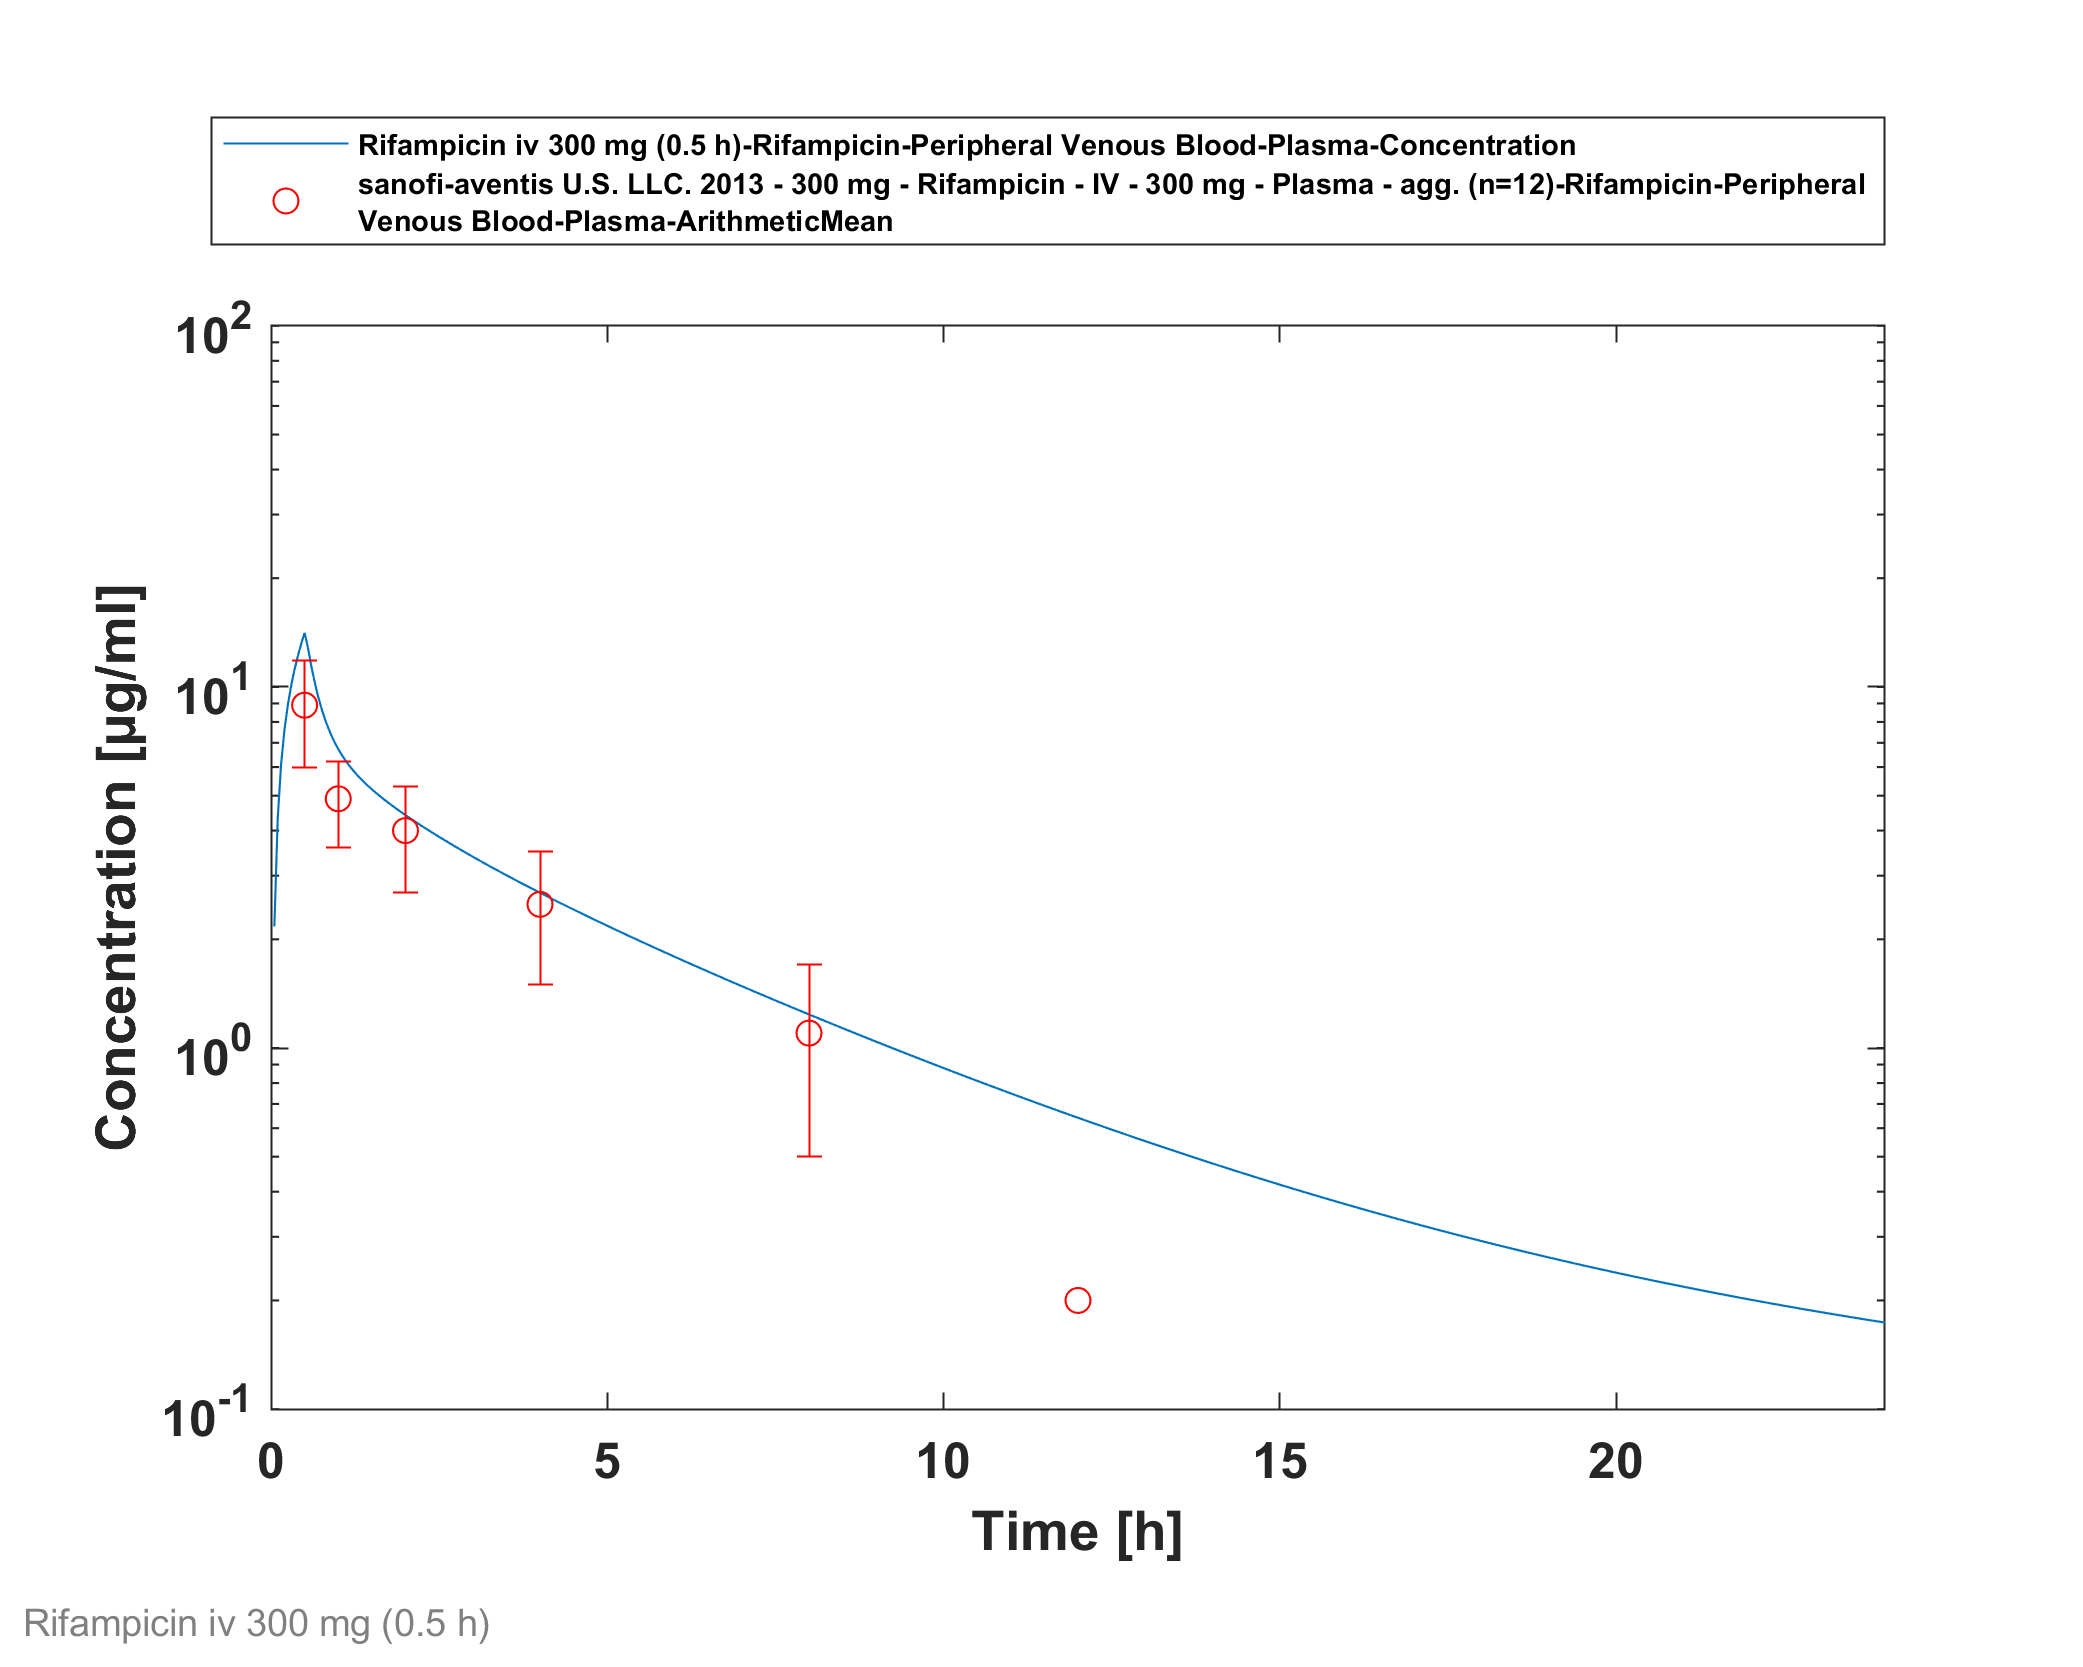 Rifampicin iv 300 mg (0.5 h)-Rifampicin-Peripheral Venous Blood-Plasma-Concentration
sanofi-aventis U.S. LLC. 2013 - 300 mg - Rifampicin - IV - 300 mg - Plasma - agg. (n=12)-Rifampicin-Peripheral
Venous Blood-Plasma-ArithmeticMean
10^2
10^1
10^0
10^-1
Concentration [µg/ml]
0 5 10 15 20
Time [h]
Rifampicin iv 300 mg (0.5 h)